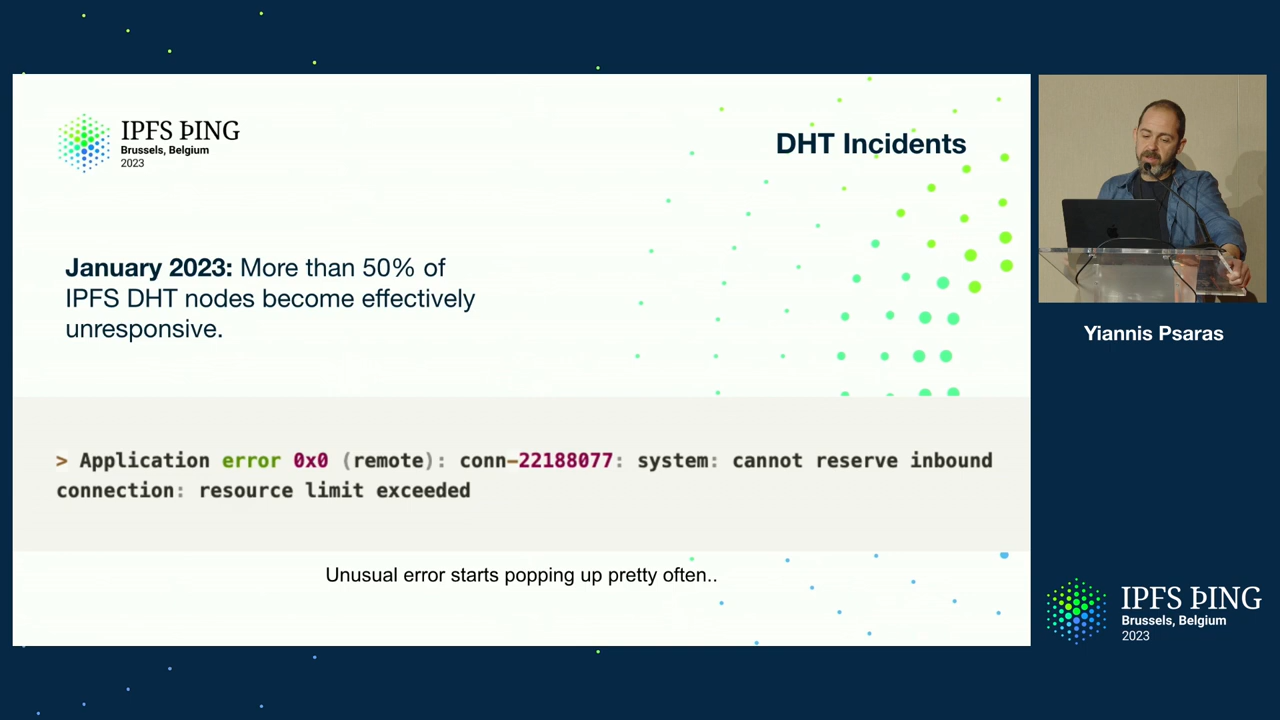 IPFS ÞING
Brussels, Belgium
2023
DHT Incidents
January 2023: More than 50% of
IPFS DHT nodes become effectively
unresponsive.
> Application error 0x0 (remote): conn-22188077: system: cannot reserve inbound
connection: resource limit exceeded
Unusual error starts popping up pretty often..
Yiannis Psaras
IPFS ÞING
Brussels, Belgium
2023